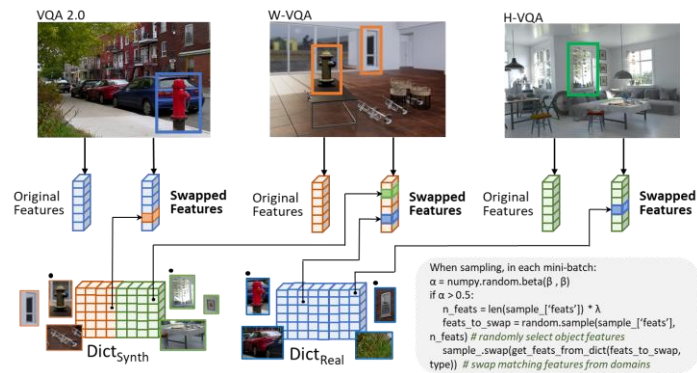 VQA 2.0
W-VQA
H-VQA
Original Features
Swapped Features
Original Features
Swapped Features
Original Features
Swapped Features
DictSynth
DictReal
When sampling, in each mini-batch:
α = numpy.random.beta(β , β)
if α > 0.5:
n_feats = len(sample_['feats']) * λ
feats_to_swap = random.sample(sample_['feats'],
n_feats) # randomly select object features
sample_.swap(get_feats_from_dict(feats_to_swap,
type)) # swap matching features from domains